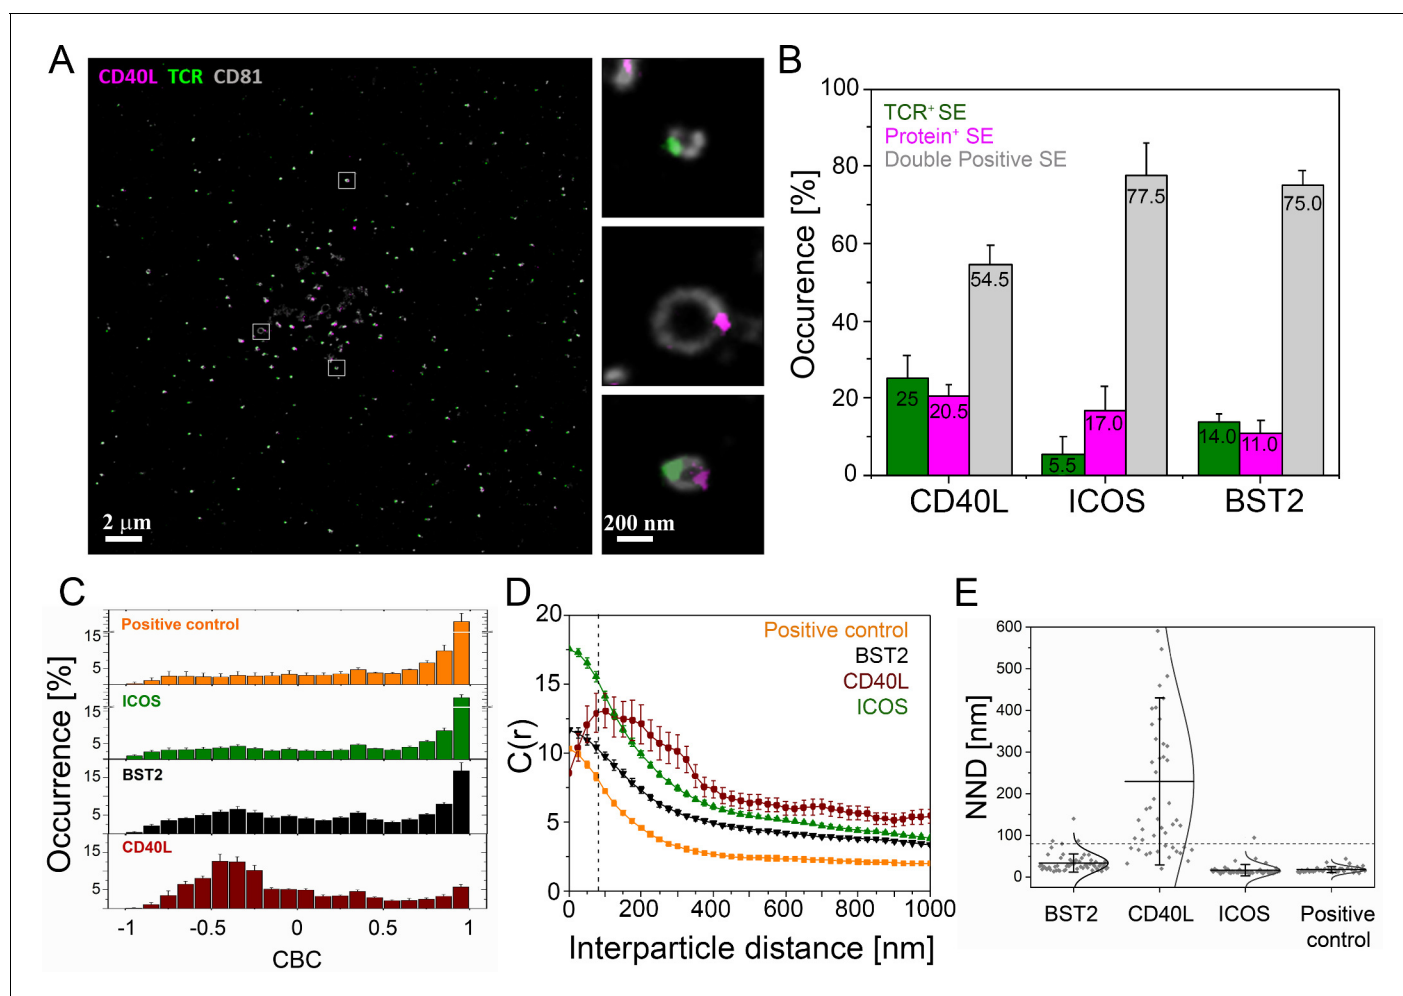 A
CD40L TCR CD81
2 μm
200 nm
B
Occurence [%]
100
80
60
40
20
0
TCR+ SE
Protein+ SE
Double Positive SE
25
20.5
54.5
5.5
17.0
77.5
14.0
11.0
75.0
CD40L ICOS BST2
C
Occurrence [%]
Positive control
15
5
ICOS
15
5
BST2
15
5
CD40L
15
5
-1 -0.5 0 0.5 1
CBC
D
C(r)
20
15
10
5
0
Positive control
BST2
CD40L
ICOS
0 200 400 600 800 1000
Interparticle distance [nm]
E
NND [nm]
600
500
400
300
200
100
0
BST2 CD40L ICOS Positive
control